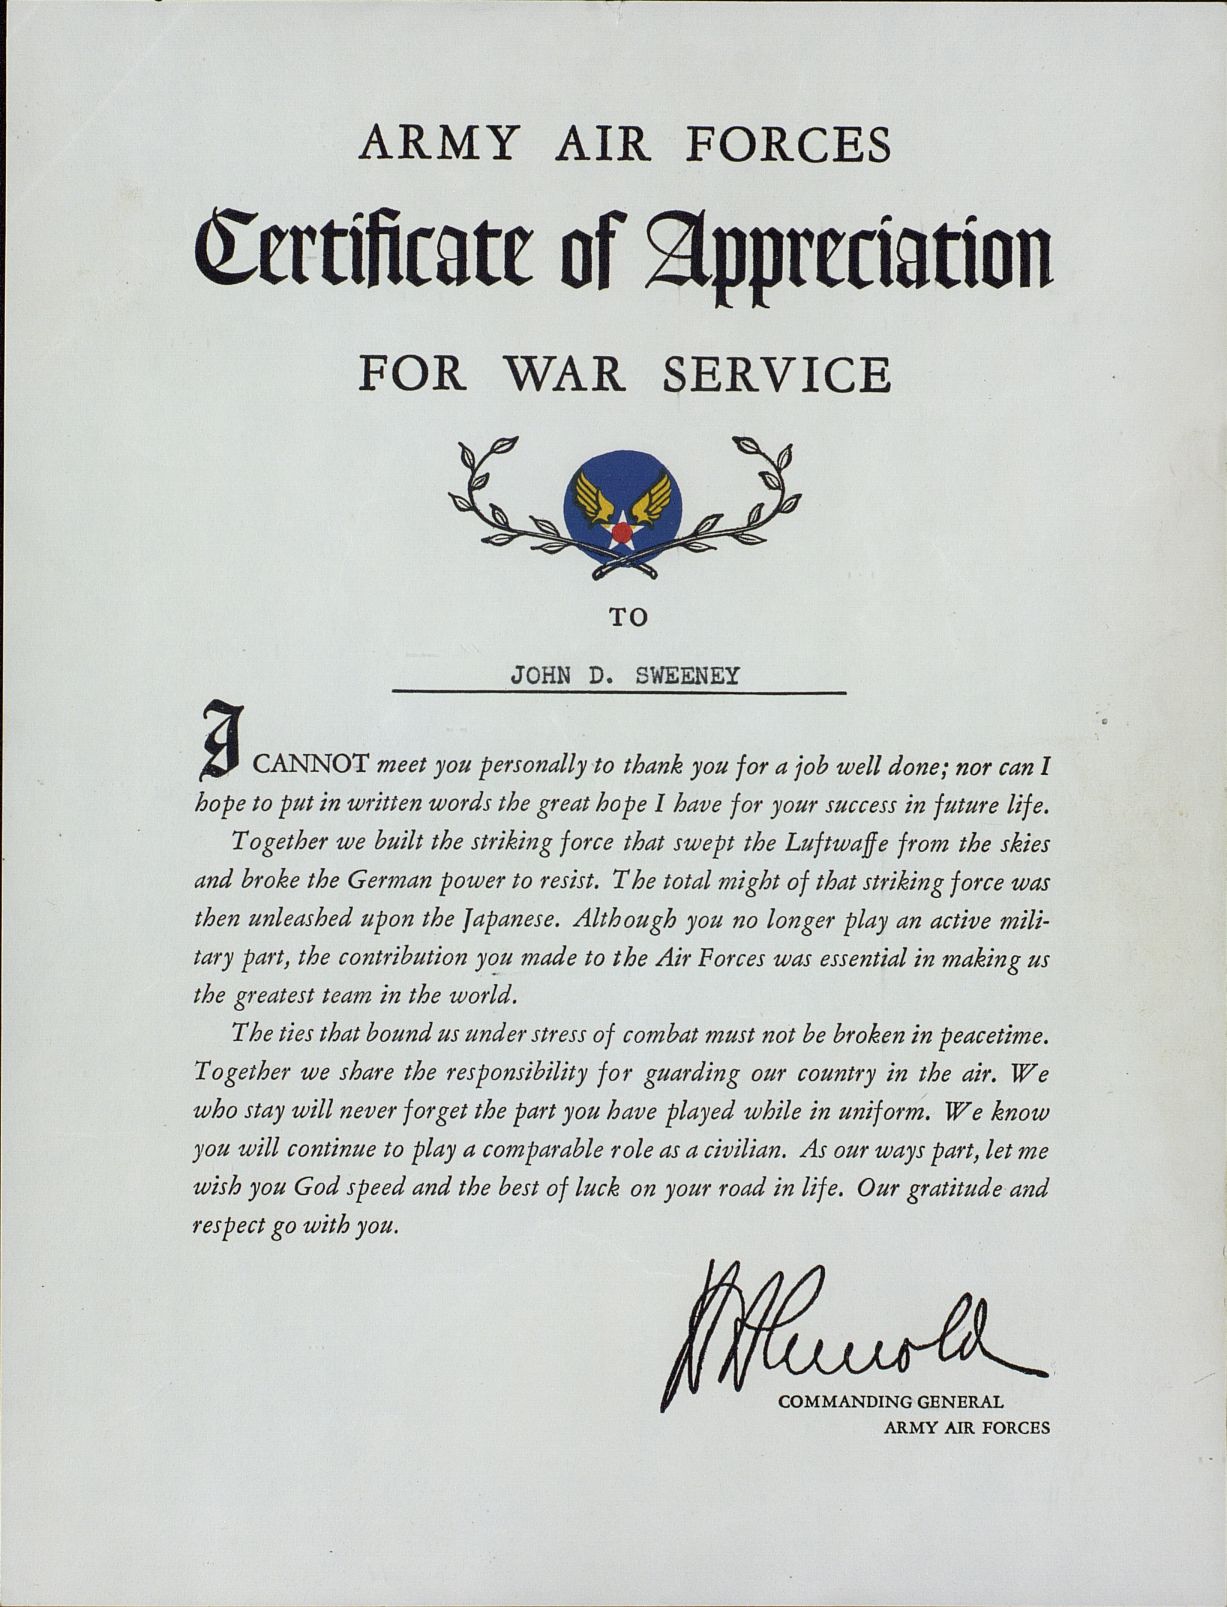 ARMY AIR FORCES
Certificate of Appreciation
FOR WAR SERVICE
TO
JOHN D. SWEENEY
I CANNOT meet you personally to thank you for a job well done; nor can I
hope to put in written words the great hope I have for your success in future life.
Together we built the striking force that swept the Luftwaffe from the skies
and broke the German power to resist. The total might of that striking force was
then unleashed upon the Japanese. Although you no longer play an active mili-
tary part, the contribution you made to the Air Forces was essential in making us
the greatest team in the world.
The ties that bound us under stress of combat must not be broken in peacetime.
Together we share the responsibility for guarding our country in the air. We
who stay will never forget the part you have played while in uniform. We know
you will continue to play a comparable role as a civilian. As our ways part, let me
wish you God speed and the best of luck on your road in life. Our gratitude and
respect go with you.
H H Arnold
COMMANDING GENERAL
ARMY AIR FORCES